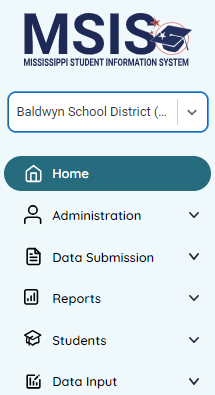 MSIS
MISSISSIPPI STUDENT INFORMATION SYSTEM
Baldwyn School District (...
Home
Administration
Data Submission
Reports
Students
Data Input